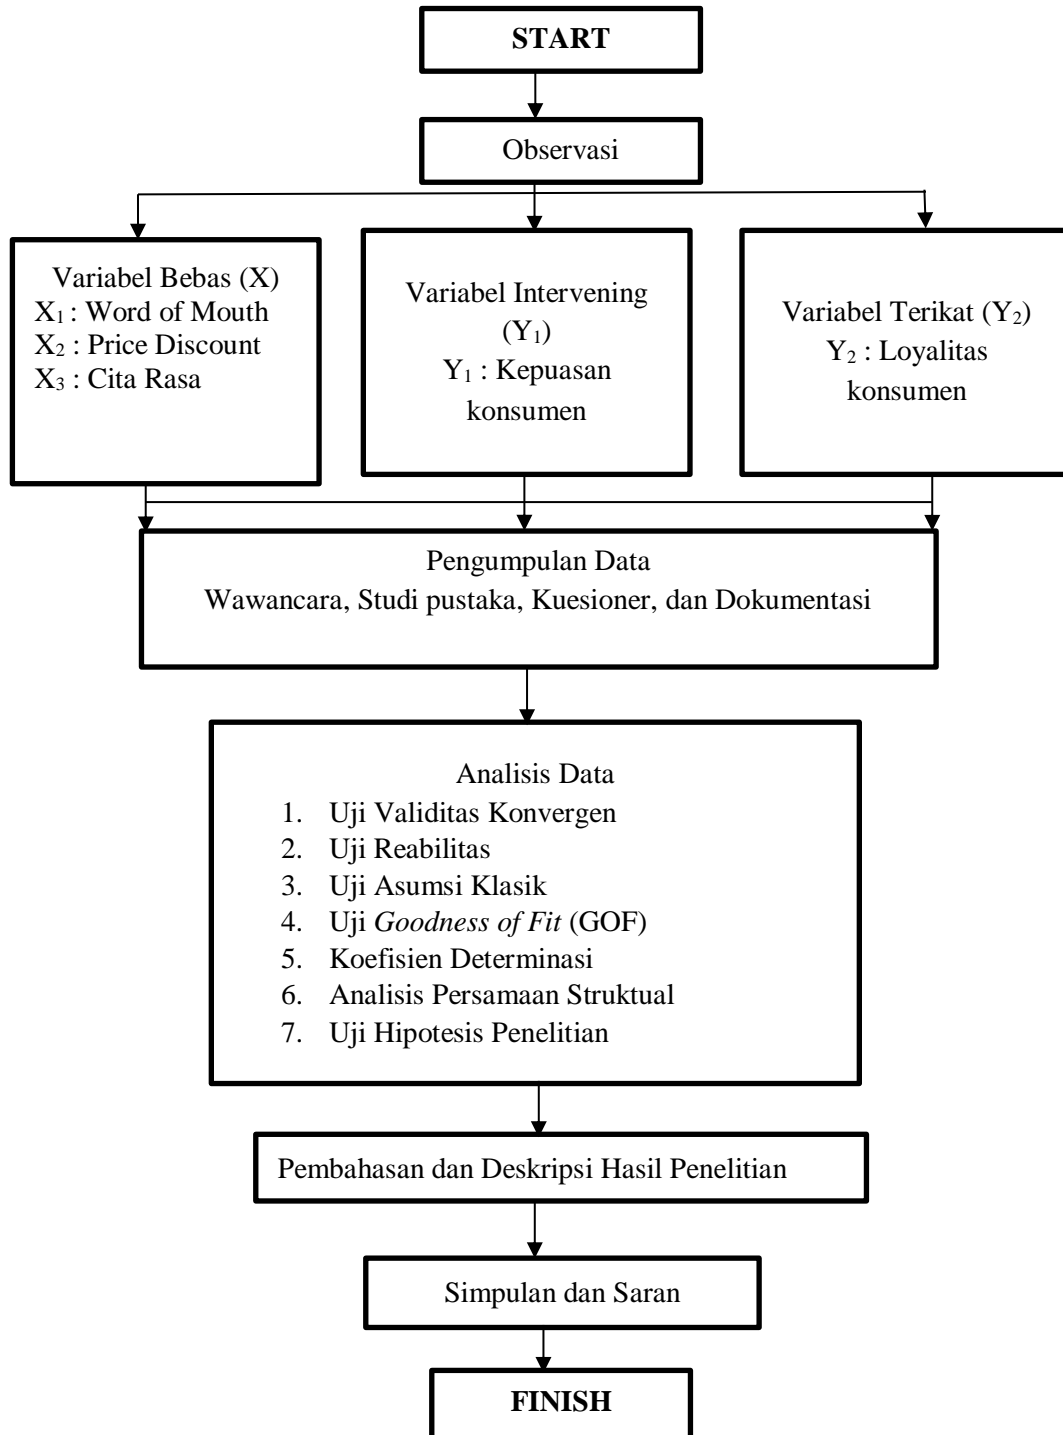 START
Observasi
Variabel Bebas (X)
X₁ : Word of Mouth
X₂ : Price Discount
X₃ : Cita Rasa
Variabel Intervening
(Y₁)
Y₁ : Kepuasan
konsumen
Variabel Terikat (Y₂)
Y₂ : Loyalitas
konsumen
Pengumpulan Data
Wawancara, Studi pustaka, Kuesioner, dan Dokumentasi
Analisis Data
1. Uji Validitas Konvergen
2. Uji Reabilitas
3. Uji Asumsi Klasik
4. Uji Goodness of Fit (GOF)
5. Koefisien Determinasi
6. Analisis Persamaan Struktual
7. Uji Hipotesis Penelitian
Pembahasan dan Deskripsi Hasil Penelitian
Simpulan dan Saran
FINISH